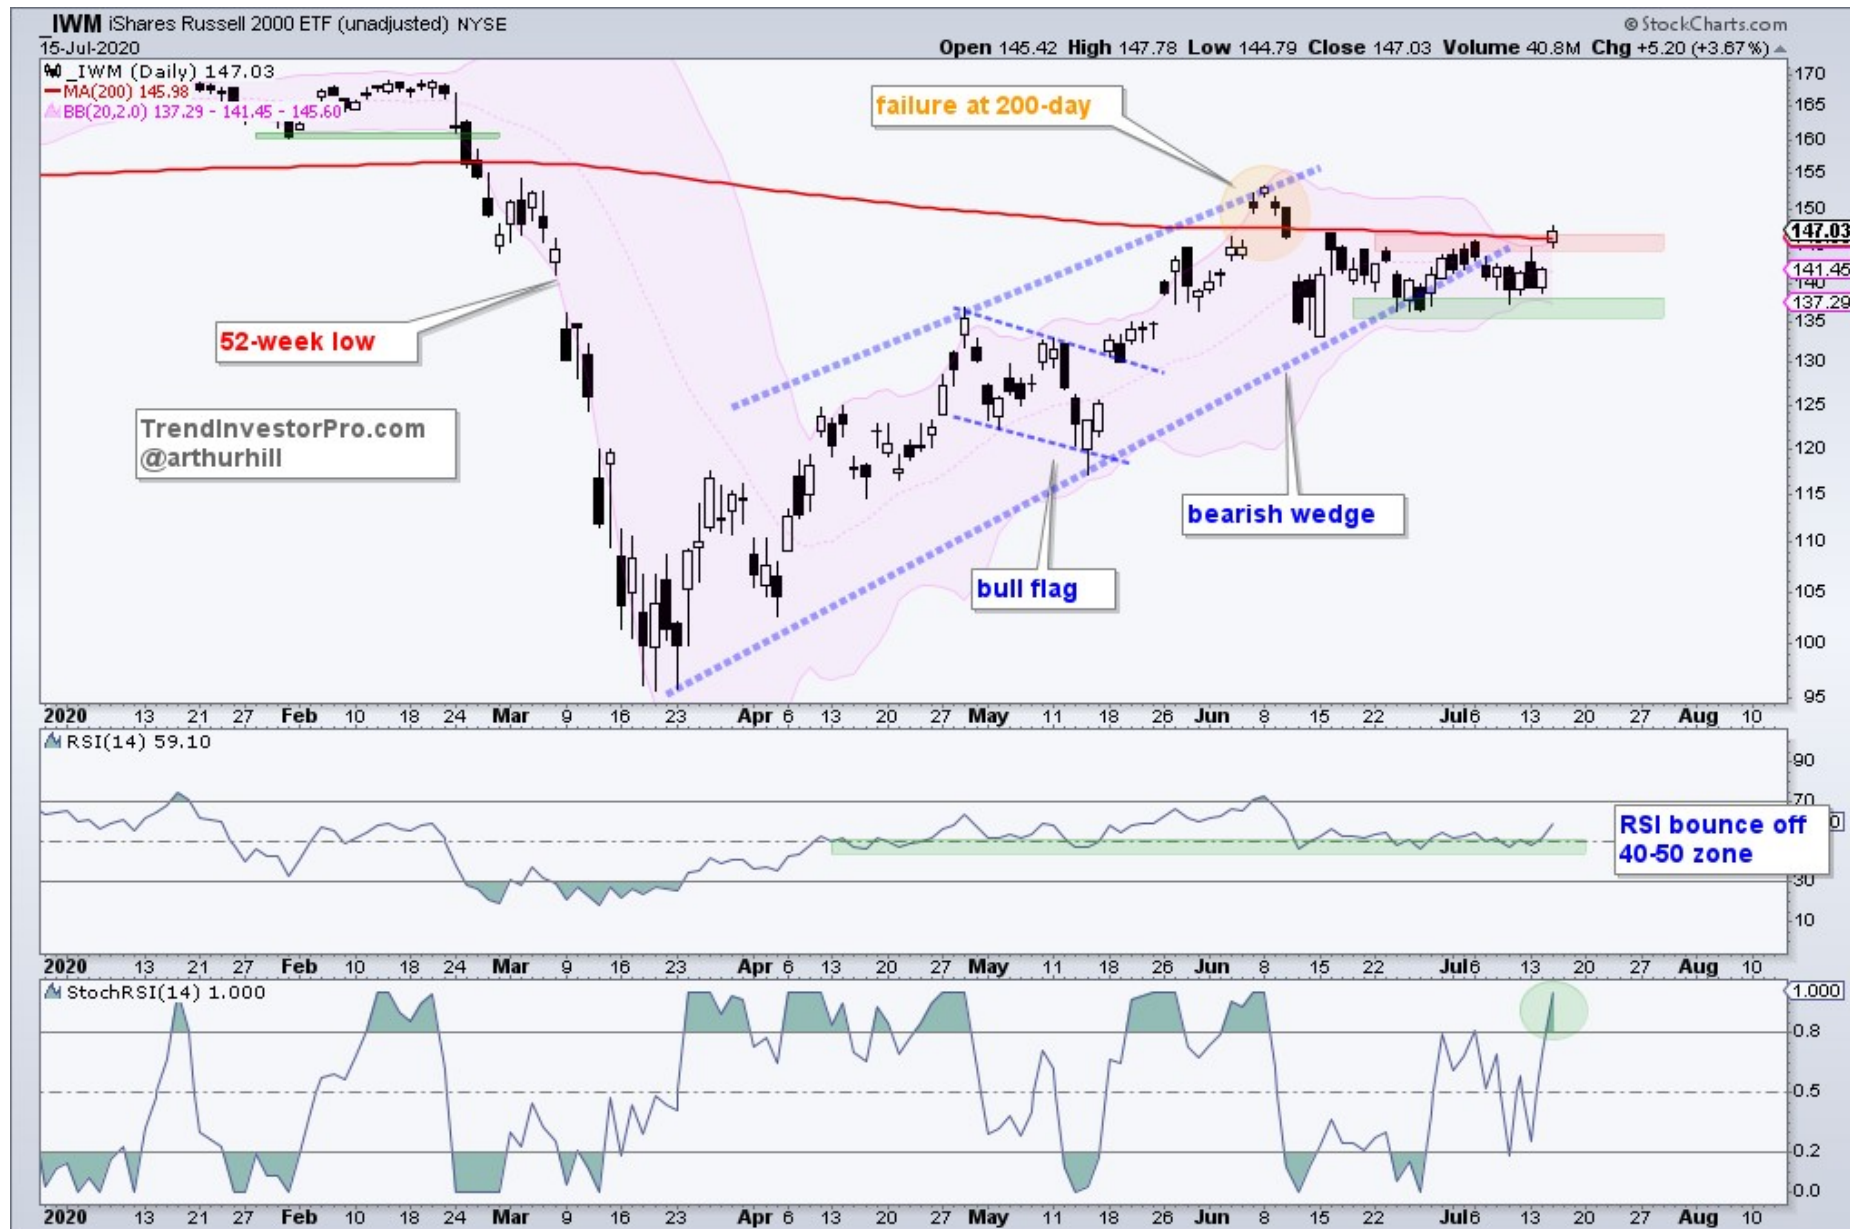 _IWM iShares Russell 2000 ETF (unadjusted) NYSE
© StockCharts.com
15-Jul-2020
Open 145.42 High 147.78 Low 144.79 Close 147.03 Volume 40.8M Chg +5.20 (+3.67%)
_IWM (Daily) 147.03
MA(200) 145.98
BB(20,2.0) 137.29 - 141.45 - 145.60
failure at 200-day
52-week low
TrendInvestorPro.com
@arthurhill
bull flag
bearish wedge
170
165
160
155
150
147.03
141.45
140
137.29
135
130
125
120
115
110
105
100
95
2020 13 21 27 Feb 10 18 24 Mar 9 16 23 Apr 6 13 20 27 May 11 18 26 Jun 8 15 22 Jul 6 13 20 27 Aug 10
RSI(14) 59.10
90
70
RSI bounce off
40-50 zone
30
10
2020 13 21 27 Feb 10 18 24 Mar 9 16 23 Apr 6 13 20 27 May 11 18 26 Jun 8 15 22 Jul 6 13 20 27 Aug 10
StochRSI(14) 1.000
1.000
0.8
0.5
0.2
0.0
2020 13 21 27 Feb 10 18 24 Mar 9 16 23 Apr 6 13 20 27 May 11 18 26 Jun 8 15 22 Jul 6 13 20 27 Aug 10